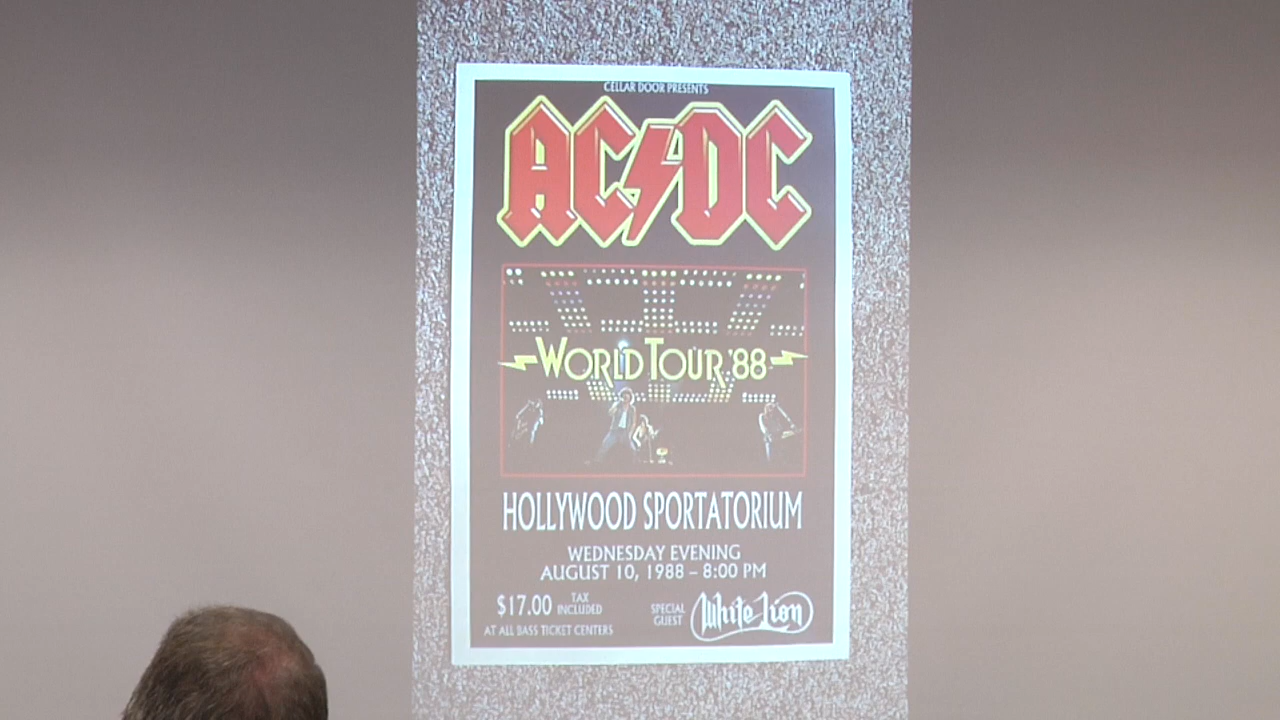 CELLAR DOOR PRESENTS
AC/DC
WORLD TOUR '88
HOLLYWOOD SPORTATORIUM
WEDNESDAY EVENING
AUGUST 10, 1988 – 8:00 PM
$17.00 TAX INCLUDED
AT ALL BASS TICKET CENTERS
SPECIAL GUEST White Lion